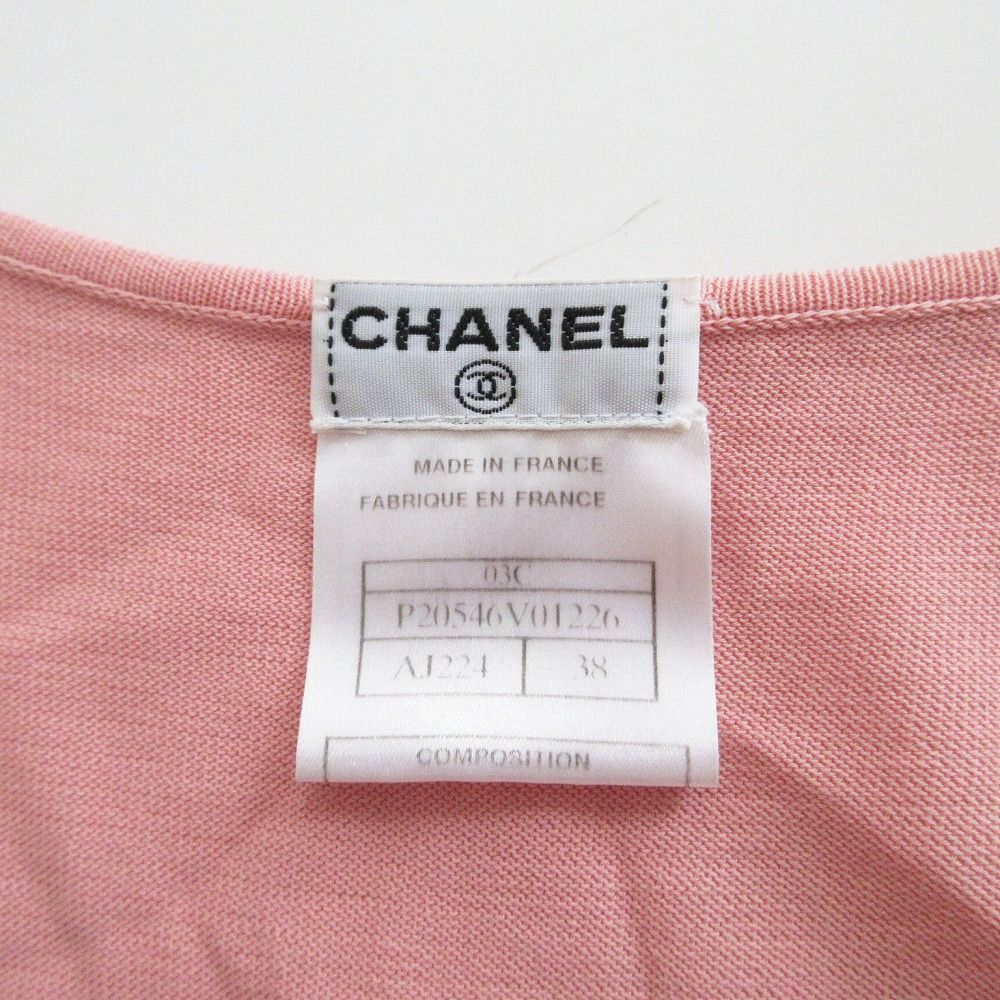 CHANEL
MADE IN FRANCE
FABRIQUE EN FRANCE
03C
P20546V01226
AJ224 38
COMPOSITION